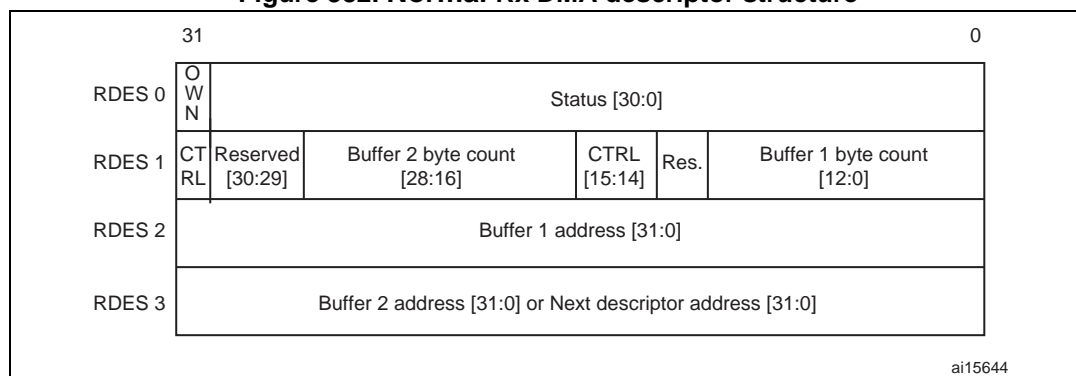 31 0
RDES 0
O
W
N
Status [30:0]
RDES 1
CT
RL
Reserved
[30:29]
Buffer 2 byte count
[28:16]
CTRL
[15:14]
Res.
Buffer 1 byte count
[12:0]
RDES 2
Buffer 1 address [31:0]
RDES 3
Buffer 2 address [31:0] or Next descriptor address [31:0]
ai15644